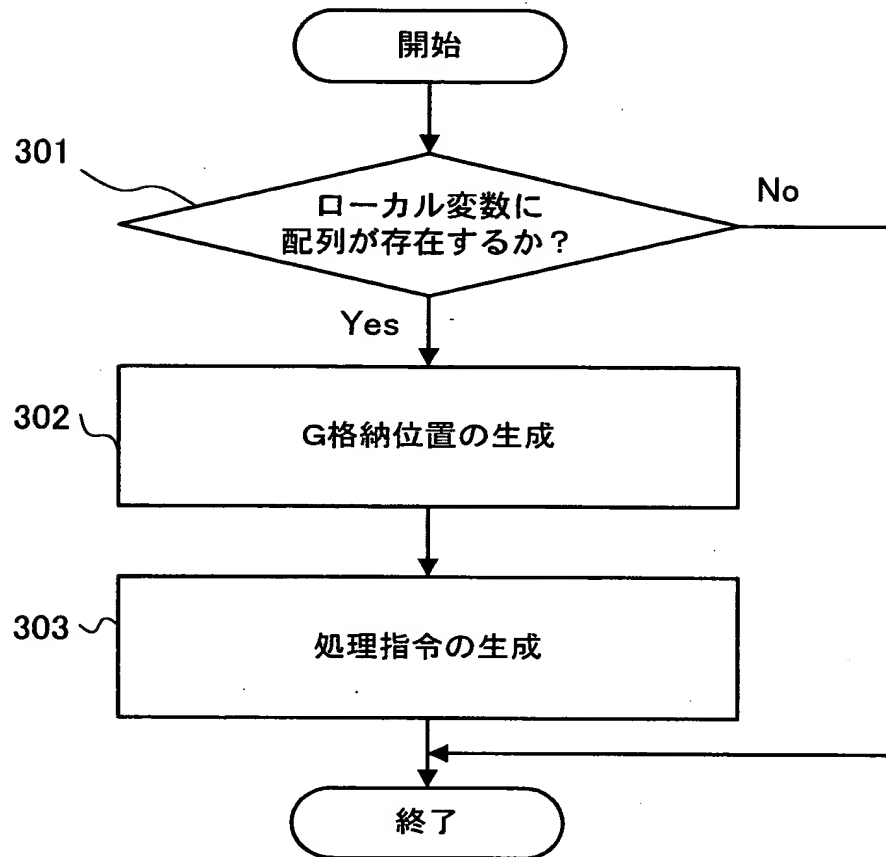 開始
301
ローカル変数に
配列が存在するか？
No
Yes
302
G格納位置の生成
303
処理指令の生成
終了